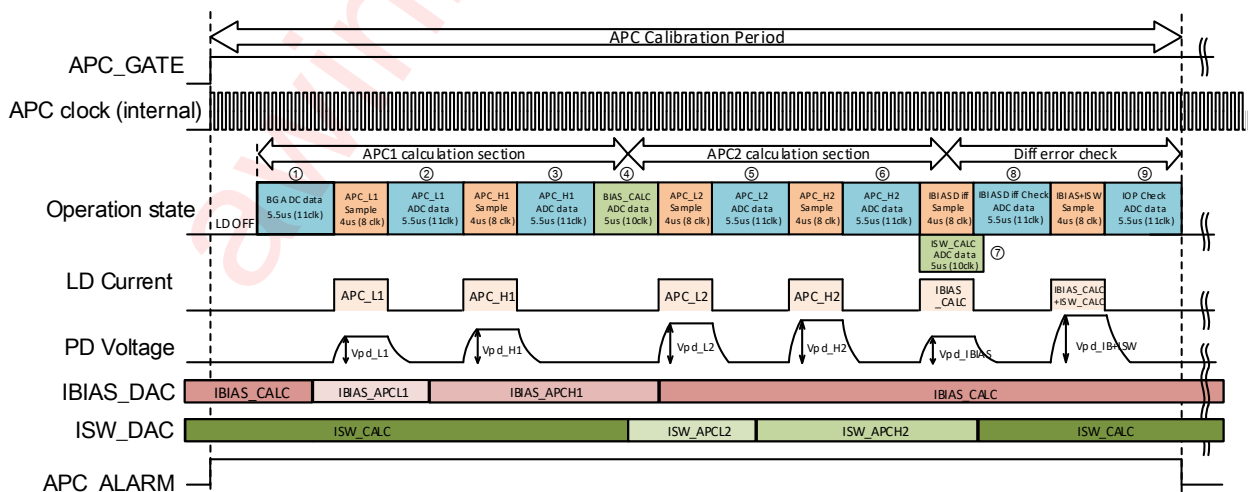 APC Calibration Period
APC_GATE
APC clock (internal)
APC1 calculation section
APC2 calculation section
Diff error check
① ② ③ ④ ⑤ ⑥ ⑧ ⑨
Operation state
LD OFF
BG ADC data
5.5us (11clk)
APC_L1
Sample
4us (8 clk)
APC_L1
ADC data
5.5us (11clk)
APC_H1
Sample
4us (8 clk)
APC_H1
ADC data
5.5us (11clk)
BIAS_CALC
ADC data
5us (10clk)
APC_L2
Sample
4us (8 clk)
APC_L2
ADC data
5.5us (11clk)
APC_H2
Sample
4us (8 clk)
APC_H2
ADC data
5.5us (11clk)
IBIAS Diff
Sample
4us (8 clk)
IBIAS Diff Check
ADC data
5.5us (11clk)
IBIAS+ISW
Sample
4us (8 clk)
IOP Check
ADC data
5.5us (11clk)
ISW_CALC
ADC data
5us (10clk)
⑦
LD Current
APC_L1
APC_H1
APC_L2
APC_H2
IBIAS
_CALC
IBIAS_CALC
+ISW_CALC
PD Voltage
Vpd_L1
Vpd_H1
Vpd_L2
Vpd_H2
Vpd_IBIAS
Vpd_IB+ISW
IBIAS_DAC
IBIAS_CALC
IBIAS_APCL1
IBIAS_APCH1
IBIAS_CALC
ISW_DAC
ISW_CALC
ISW_APCL2
ISW_APCH2
ISW_CALC
APC_ALARM